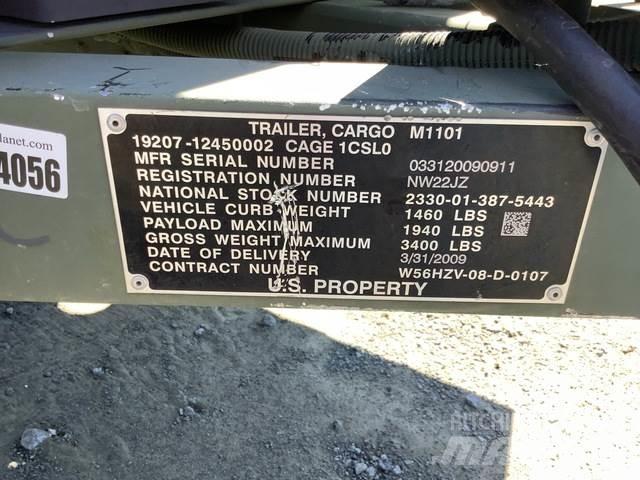 planet.com
4056
TRAILER, CARGO M1101
19207-12450002 CAGE 1CSL0
MFR SERIAL NUMBER 033120090911
REGISTRATION NUMBER NW22JZ
NATIONAL STOCK NUMBER 2330-01-387-5443
VEHICLE CURB WEIGHT 1460 LBS
PAYLOAD MAXIMUM 1940 LBS
GROSS WEIGHT MAXIMUM 3400 LBS
DATE OF DELIVERY 3/31/2009
CONTRACT NUMBER W56HZV-08-D-0107
U.S. PROPERTY